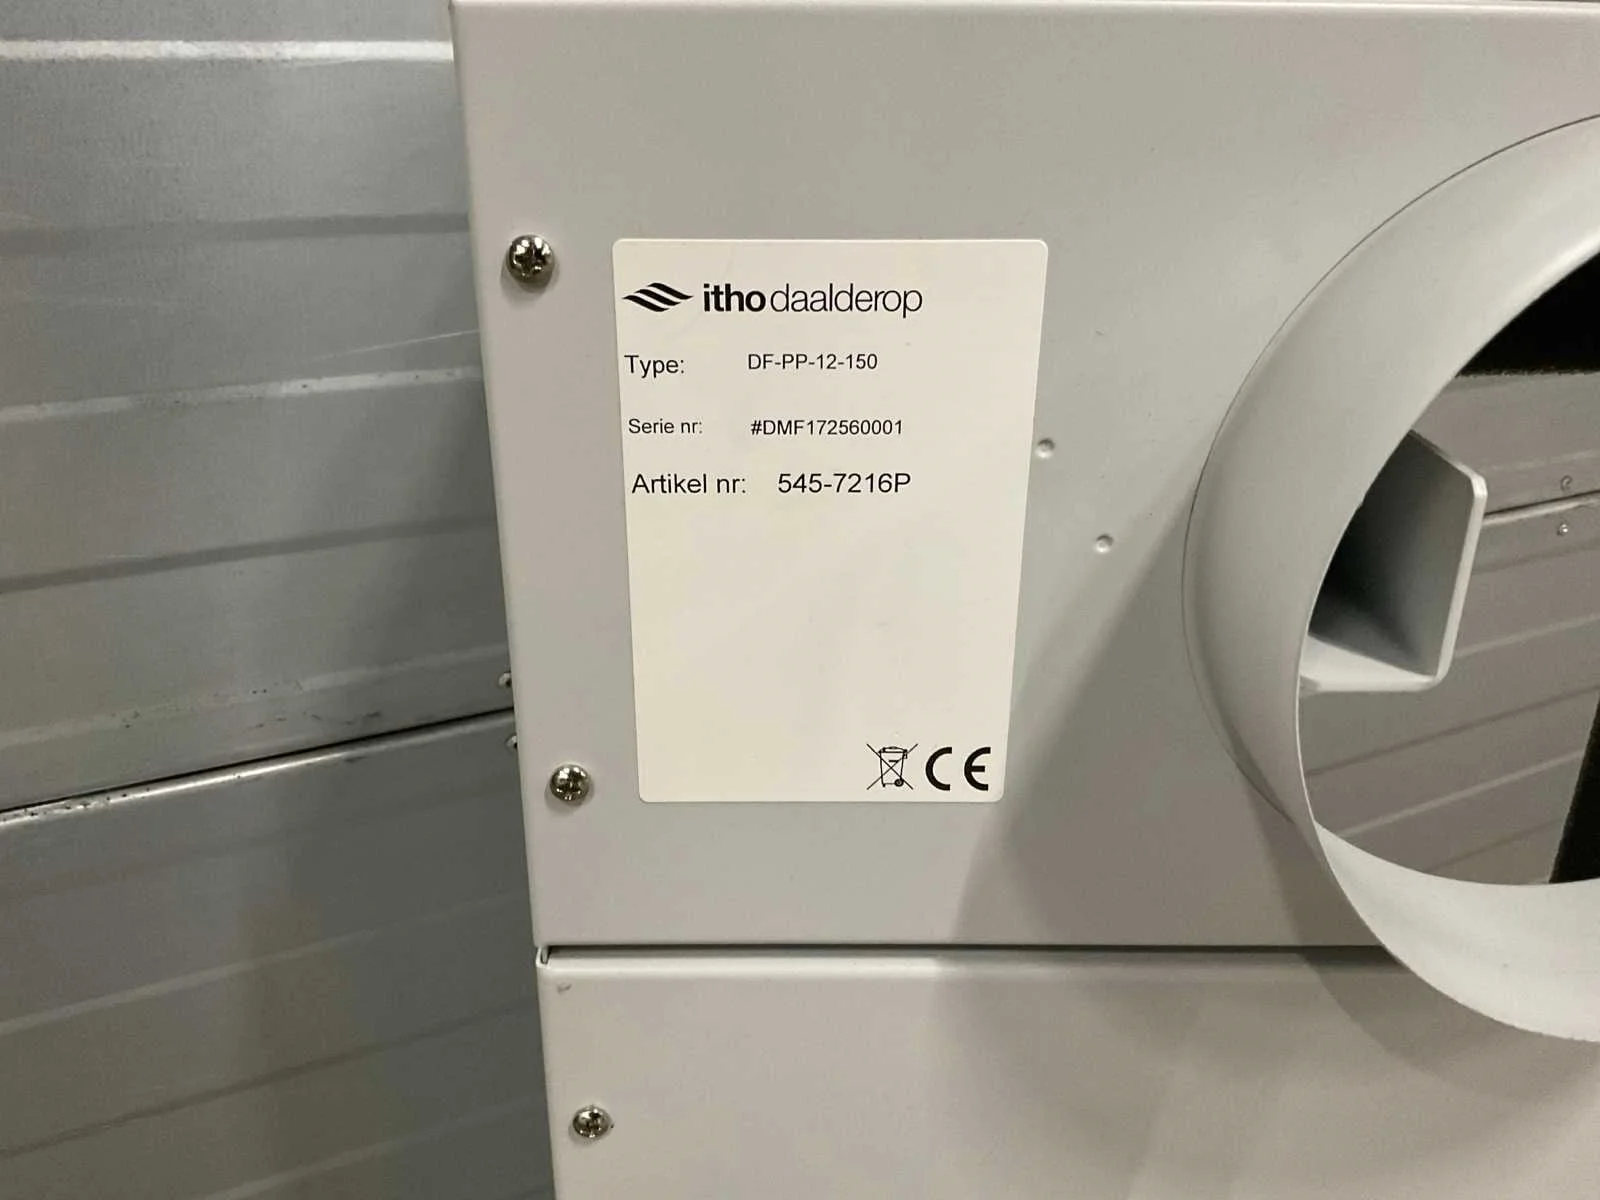 ithodaalderop
Type: DF-PP-12-150
Serie nr: #DMF172560001
Artikel nr: 545-7216P
CE